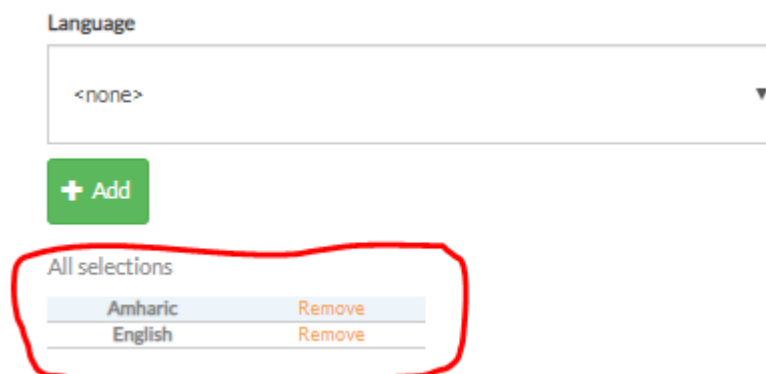 Language
<none>
+ Add
All selections
Amharic Remove
English Remove